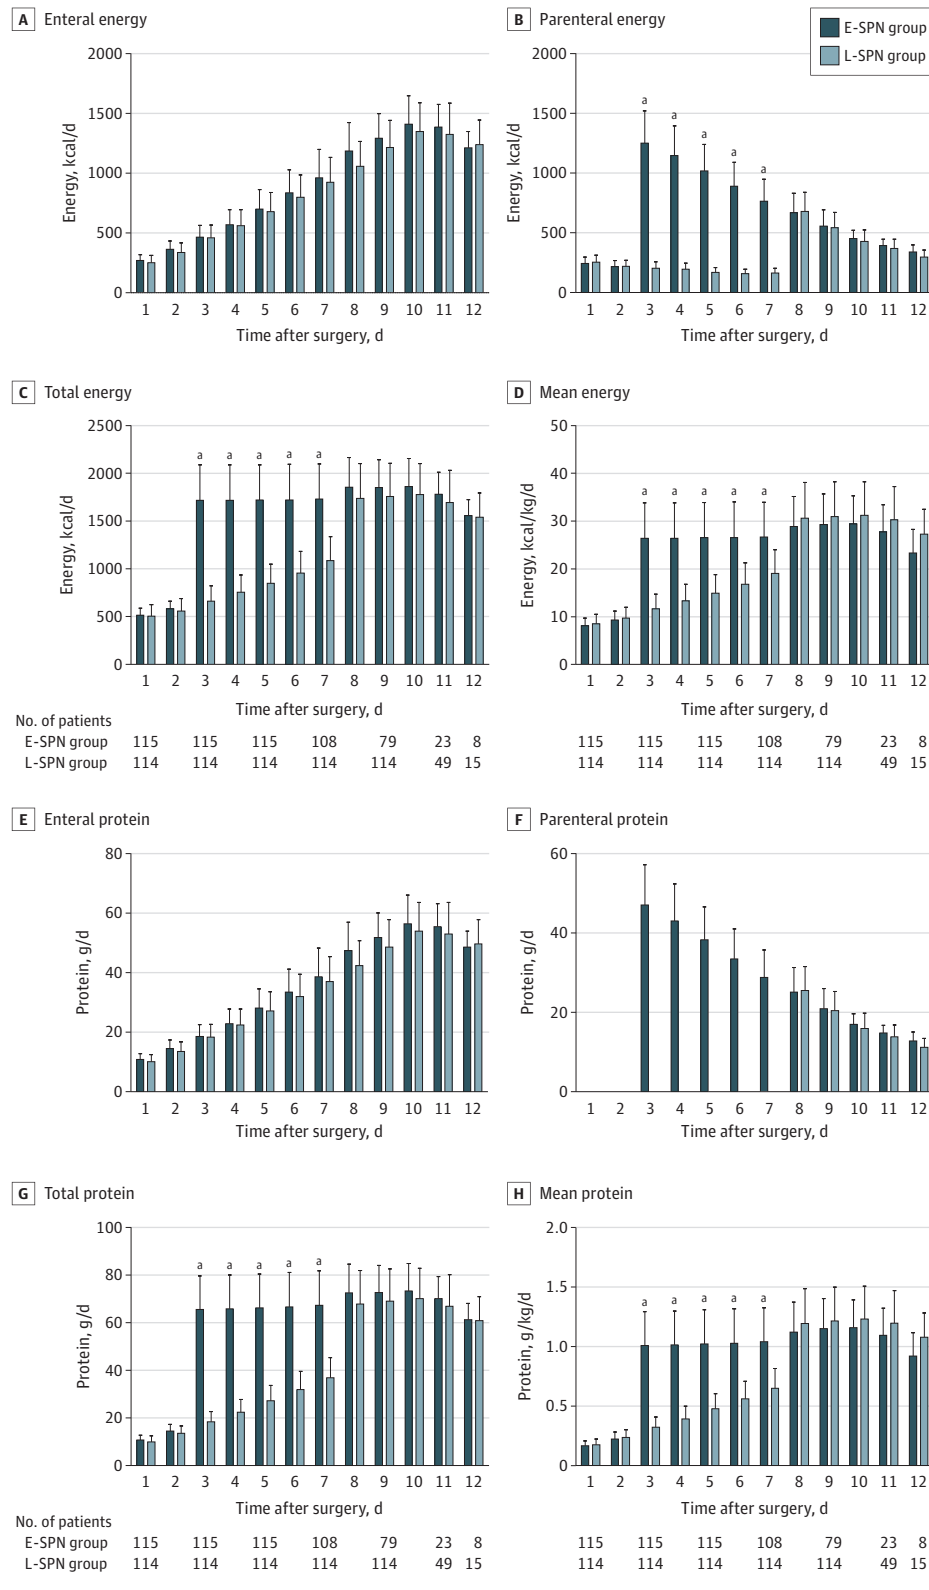 A Enteral energy
2000
1500
1000
500
0
Energy, kcal/d
a
1 2 3 4 5 6 7 8 9 10 11 12
Time after surgery, d
B Parenteral energy
E-SPN group
L-SPN group
2000
1500
1000
500
0
Energy, kcal/d
a a a a a
1 2 3 4 5 6 7 8 9 10 11 12
Time after surgery, d
C Total energy
2500
2000
1500
1000
500
0
Energy, kcal/d
a a a a a
1 2 3 4 5 6 7 8 9 10 11 12
Time after surgery, d
D Mean energy
50
40
30
20
10
0
Energy, kcal/kg/d
a a a a a
1 2 3 4 5 6 7 8 9 10 11 12
Time after surgery, d
No. of patients
E-SPN group 115 115 115 108 79 23 8 115 115 115 108 79 23 8
L-SPN group 114 114 114 114 114 49 15 114 114 114 114 114 49 15
E Enteral protein
80
60
40
20
0
Protein, g/d
1 2 3 4 5 6 7 8 9 10 11 12
Time after surgery, d
F Parenteral protein
60
40
20
0
Protein, g/d
1 2 3 4 5 6 7 8 9 10 11 12
Time after surgery, d
G Total protein
100
80
60
40
20
0
Protein, g/d
a a a a a
1 2 3 4 5 6 7 8 9 10 11 12
Time after surgery, d
H Mean protein
2.0
1.5
1.0
0.5
0
Protein, g/kg/d
a a a a a
1 2 3 4 5 6 7 8 9 10 11 12
Time after surgery, d
No. of patients
E-SPN group 115 115 115 108 79 23 8 115 115 115 108 79 23 8
L-SPN group 114 114 114 114 114 49 15 114 114 114 114 114 49 15